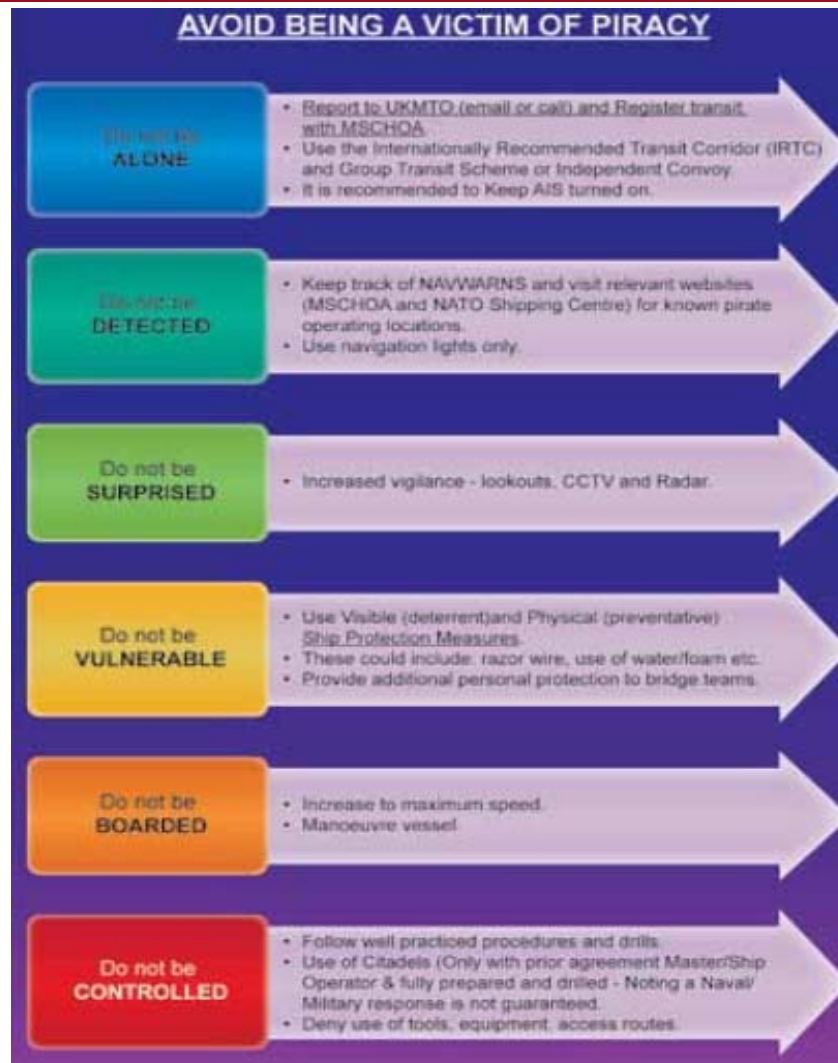 AVOID BEING A VICTIM OF PIRACY
Do not be
ALONE
• Report to UKMTO (email or call) and Register transit
with MSCHOA
• Use the Internationally Recommended Transit Corridor (IRTC)
and Group Transit Scheme or Independent Convoy.
• It is recommended to Keep AIS turned on.
Do not be
DETECTED
• Keep track of NAVWARNS and visit relevant websites
(MSCHOA and NATO Shipping Centre) for known pirate
operating locations.
• Use navigation lights only.
Do not be
SURPRISED
• Increased vigilance - lookouts, CCTV and Radar.
Do not be
VULNERABLE
• Use Visible (deterrent)and Physical (preventative)
Ship Protection Measures.
• These could include: razor wire, use of water/foam etc.
• Provide additional personal protection to bridge teams.
Do not be
BOARDED
• Increase to maximum speed.
• Manoeuvre vessel
Do not be
CONTROLLED
• Follow well practiced procedures and drills.
• Use of Citadels (Only with prior agreement Master/Ship
Operator & fully prepared and drilled - Noting a Naval/
Military response is not guaranteed.
• Deny use of tools, equipment, access routes.